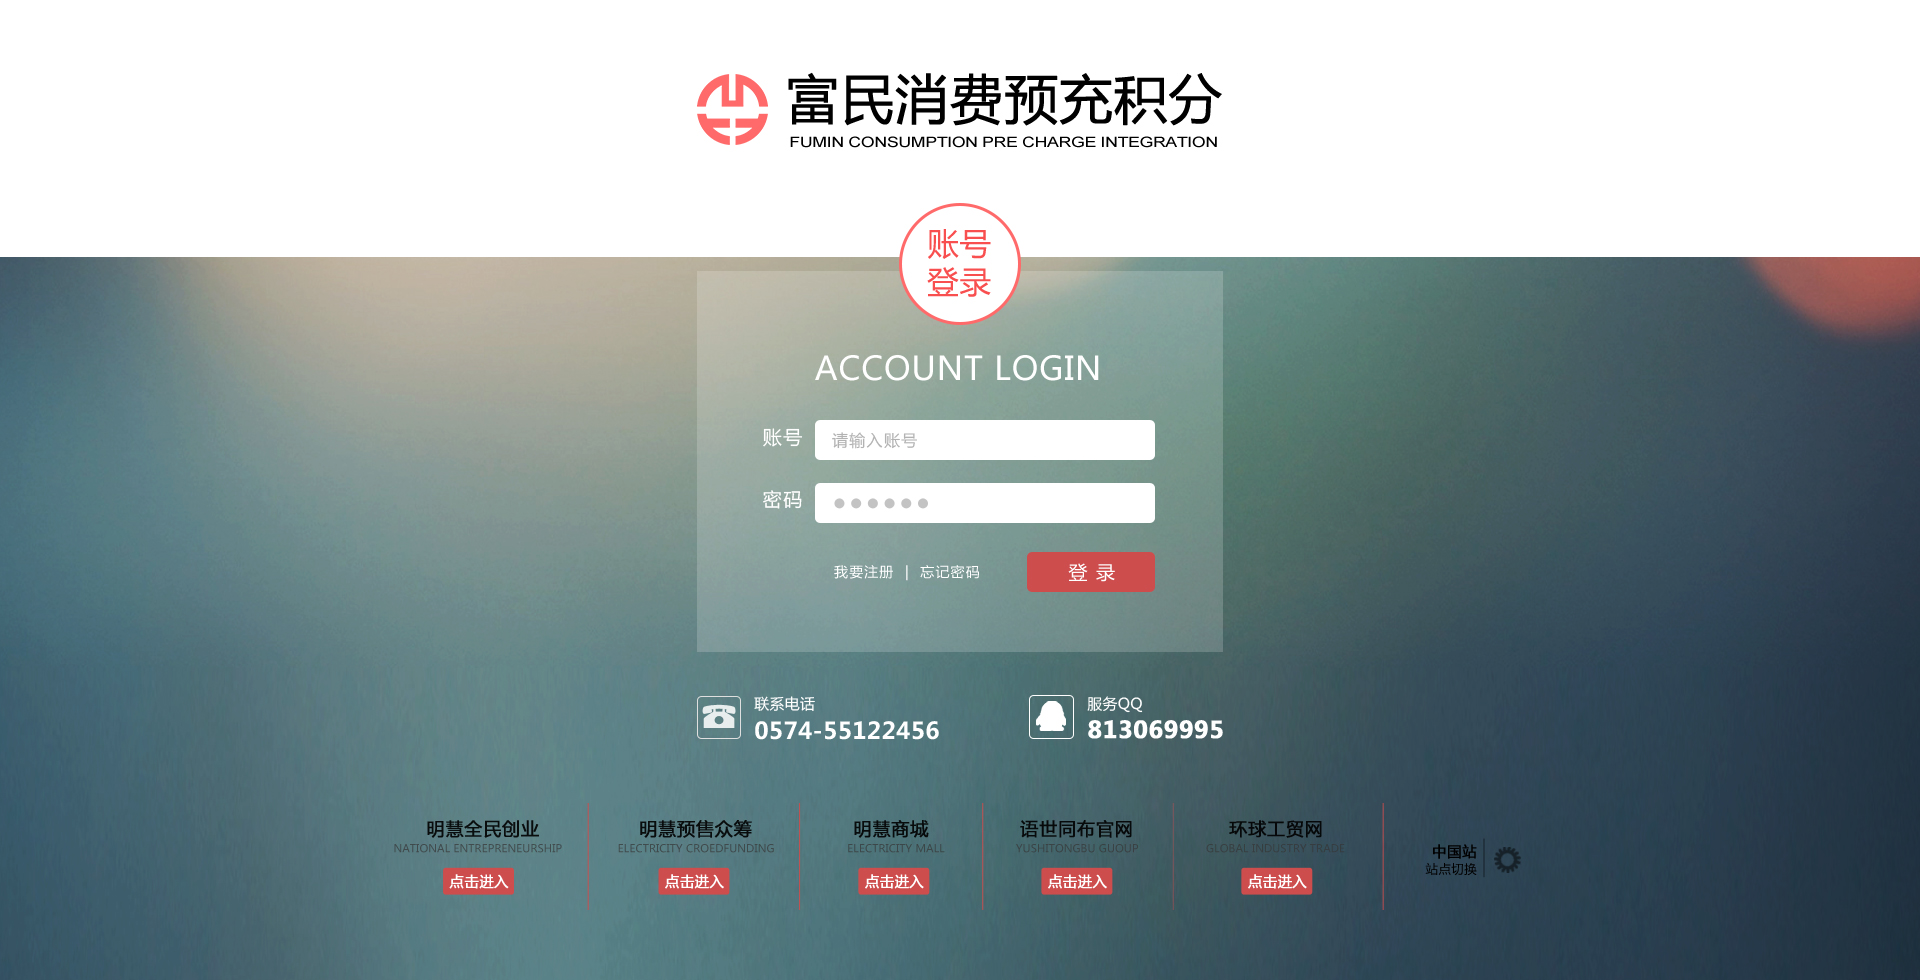 富民消费预充积分
FUMIN CONSUMPTION PRE CHARGE INTEGRATION
账号
登录
ACCOUNT LOGIN
账号 请输入账号
密码
我要注册 | 忘记密码 登 录
联系电话
0574-55122456
服务QQ
813069995
明慧全民创业
NATIONAL ENTREPRENEURSHIP
点击进入
明慧预售众筹
ELECTRICITY CROEDFUNDING
点击进入
明慧商城
ELECTRICITY MALL
点击进入
语世同布官网
YUSHITONGBU GUOUP
点击进入
环球工贸网
GLOBAL INDUSTRY TRADE
点击进入
中国站
站点切换